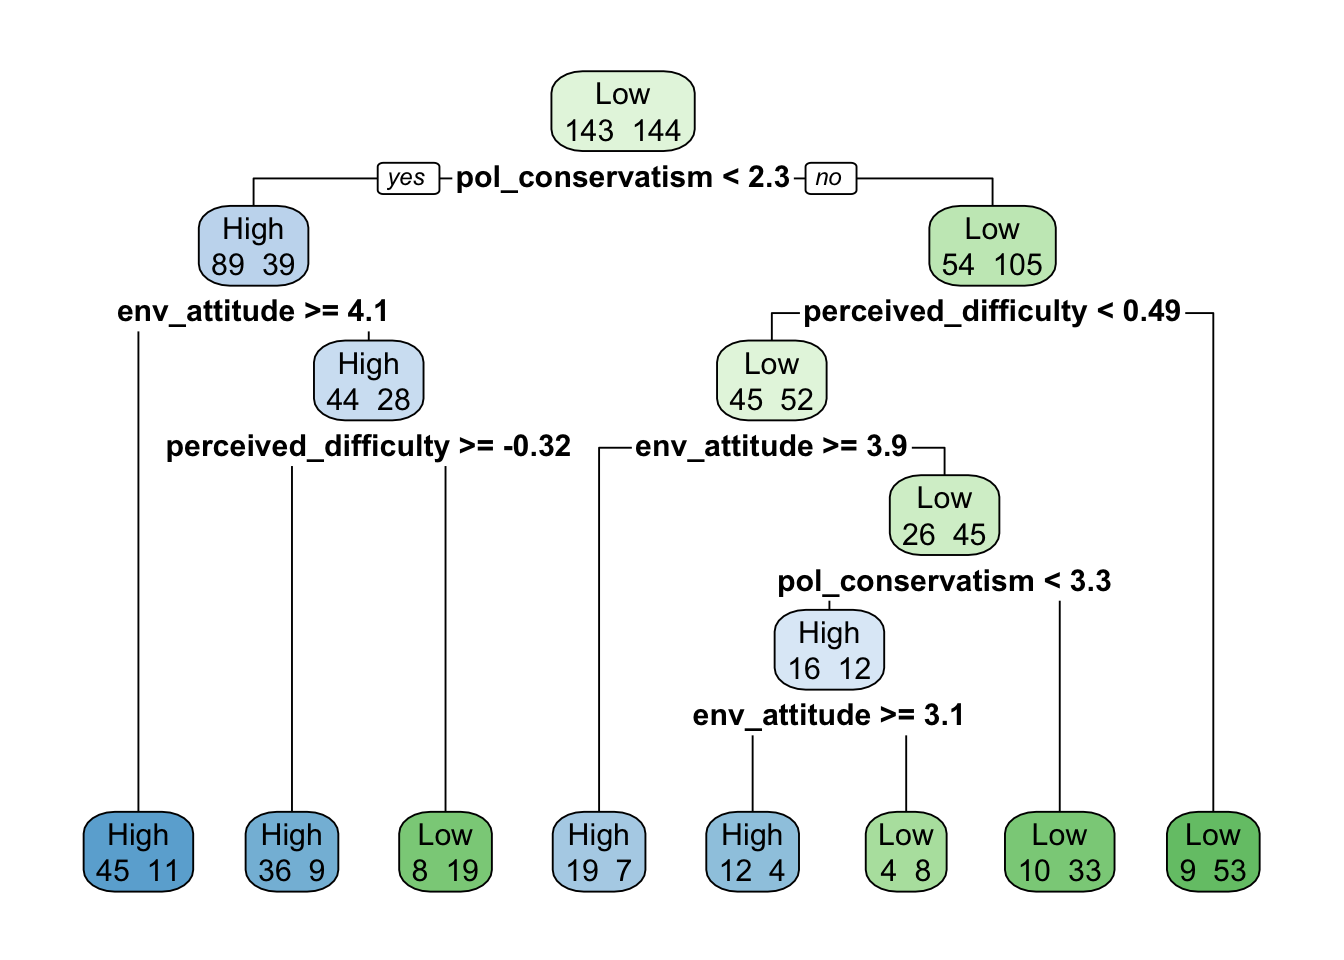 Low
143 144
yes pol_conservatism < 2.3 no
High
89 39
Low
54 105
env_attitude >= 4.1
perceived_difficulty < 0.49
High
44 28
Low
45 52
perceived_difficulty >= -0.32
env_attitude >= 3.9
Low
26 45
pol_conservatism < 3.3
High
16 12
env_attitude >= 3.1
High
45 11
High
36 9
Low
8 19
High
19 7
High
12 4
Low
4 8
Low
10 33
Low
9 53